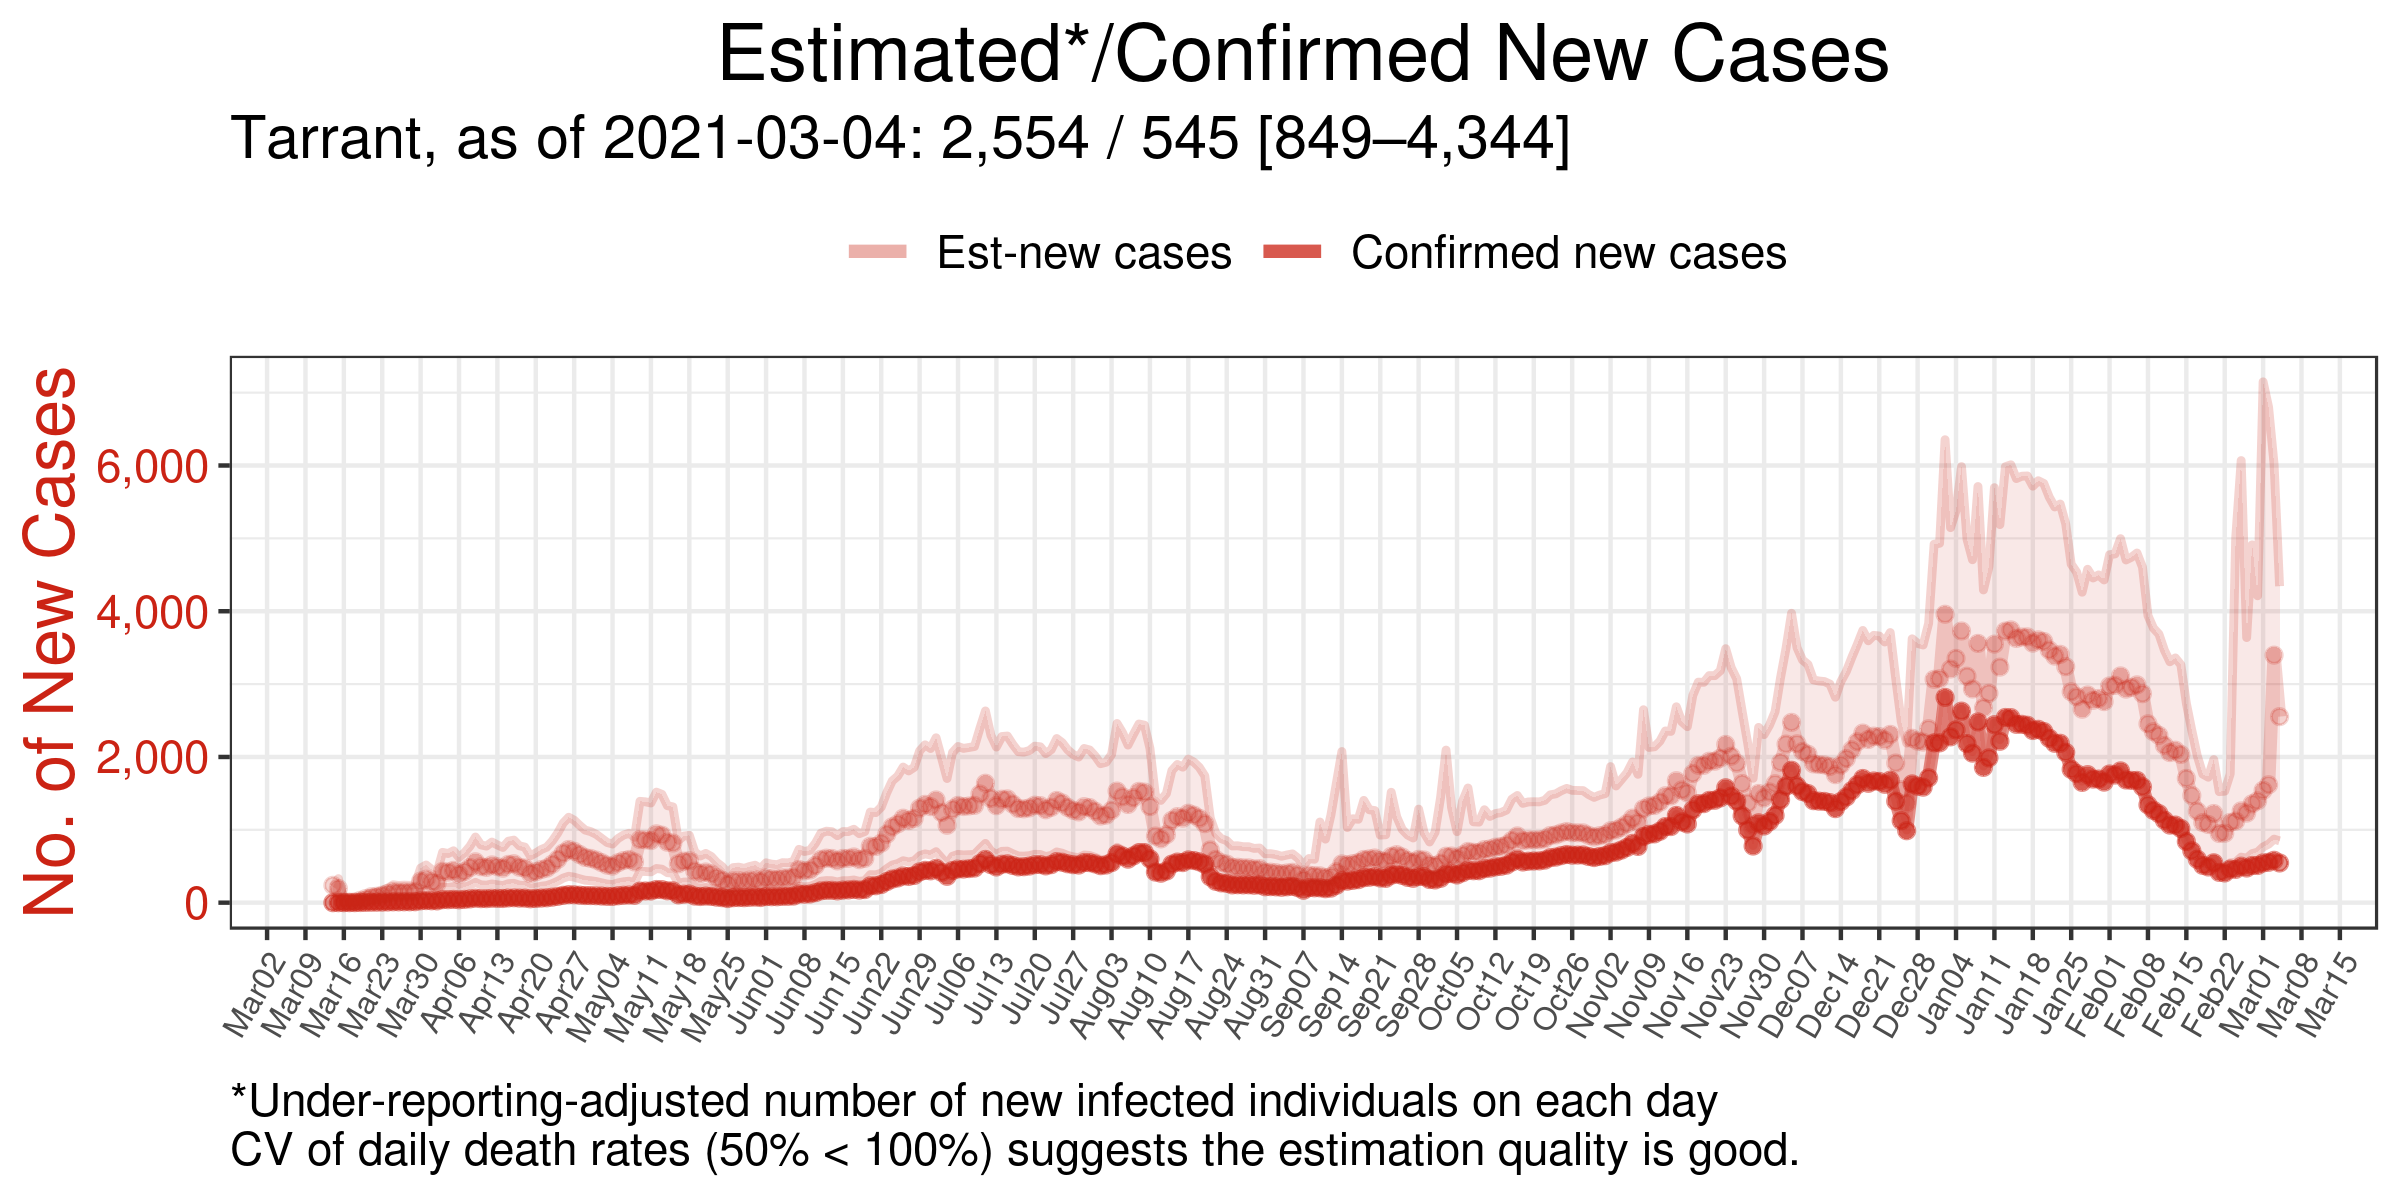 Estimated*/Confirmed New Cases
Tarrant, as of 2021-03-04: 2,554 / 545 [849–4,344]
Est-new cases
Confirmed new cases
No. of New Cases
6,000
4,000
2,000
0
Mar02
Mar09
Mar16
Mar23
Mar30
Apr06
Apr13
Apr20
Apr27
May04
May11
May18
May25
Jun01
Jun08
Jun15
Jun22
Jun29
Jul06
Jul13
Jul20
Jul27
Aug03
Aug10
Aug17
Aug24
Aug31
Sep07
Sep14
Sep21
Sep28
Oct05
Oct12
Oct19
Oct26
Nov02
Nov09
Nov16
Nov23
Nov30
Dec07
Dec14
Dec21
Dec28
Jan04
Jan11
Jan18
Jan25
Feb01
Feb08
Feb15
Feb22
Mar01
Mar08
Mar15
*Under-reporting-adjusted number of new infected individuals on each day
CV of daily death rates (50% < 100%) suggests the estimation quality is good.